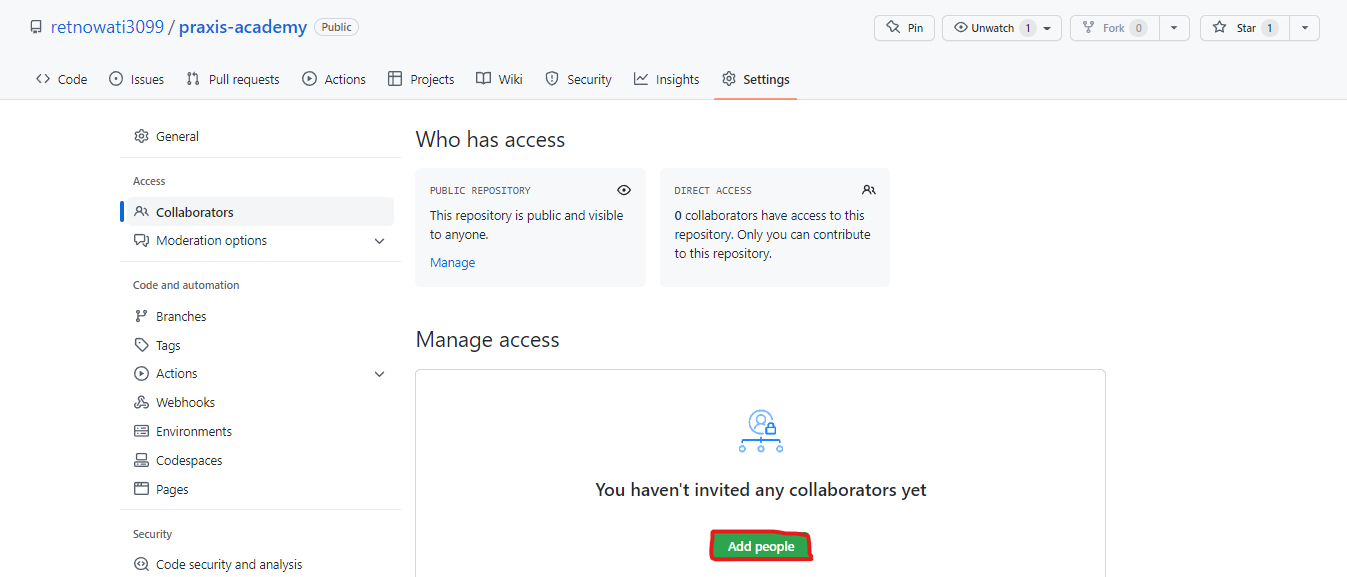 retnowati3099 / praxis-academy Public
Pin Unwatch 1 Fork 0 Star 1
Code Issues Pull requests Actions Projects Wiki Security Insights Settings
General
Access
Collaborators
Moderation options
Code and automation
Branches
Tags
Actions
Webhooks
Environments
Codespaces
Pages
Security
Code security and analysis
Who has access
PUBLIC REPOSITORY
This repository is public and visible
to anyone.
Manage
DIRECT ACCESS
0 collaborators have access to this
repository. Only you can contribute
to this repository.
Manage access
You haven't invited any collaborators yet
Add people